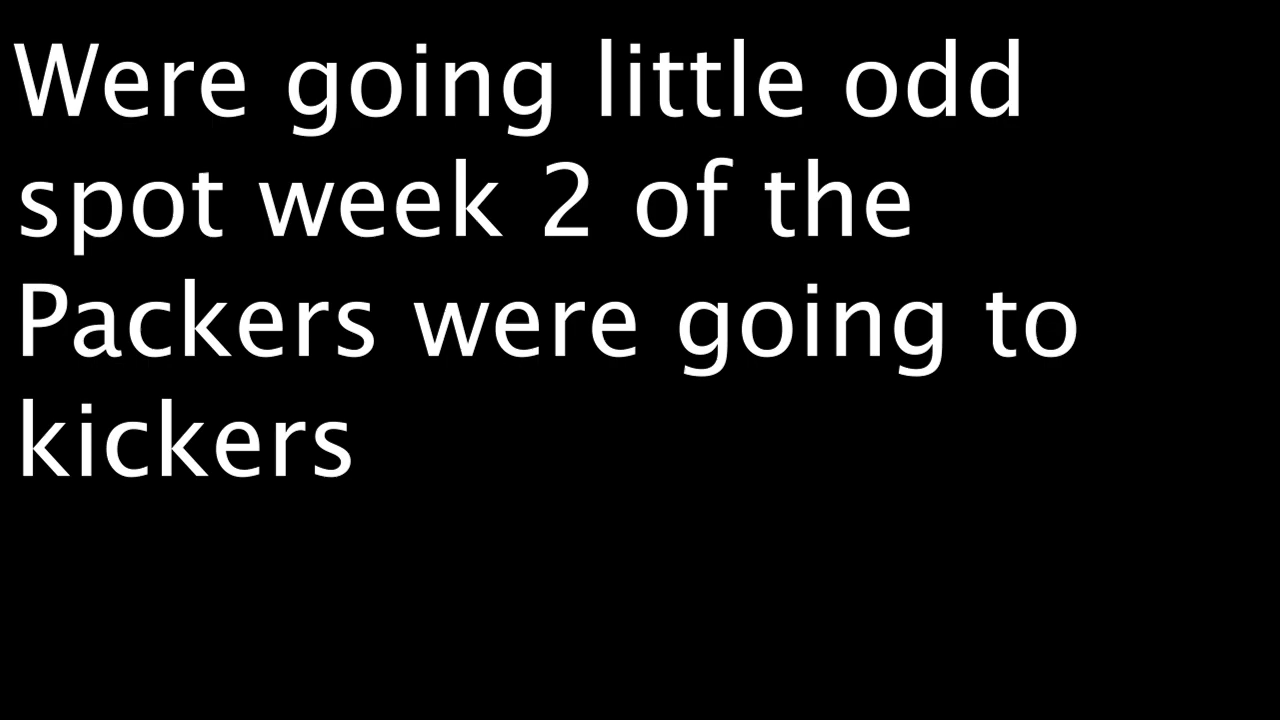 Were going little odd
spot week 2 of the
Packers were going to
kickers